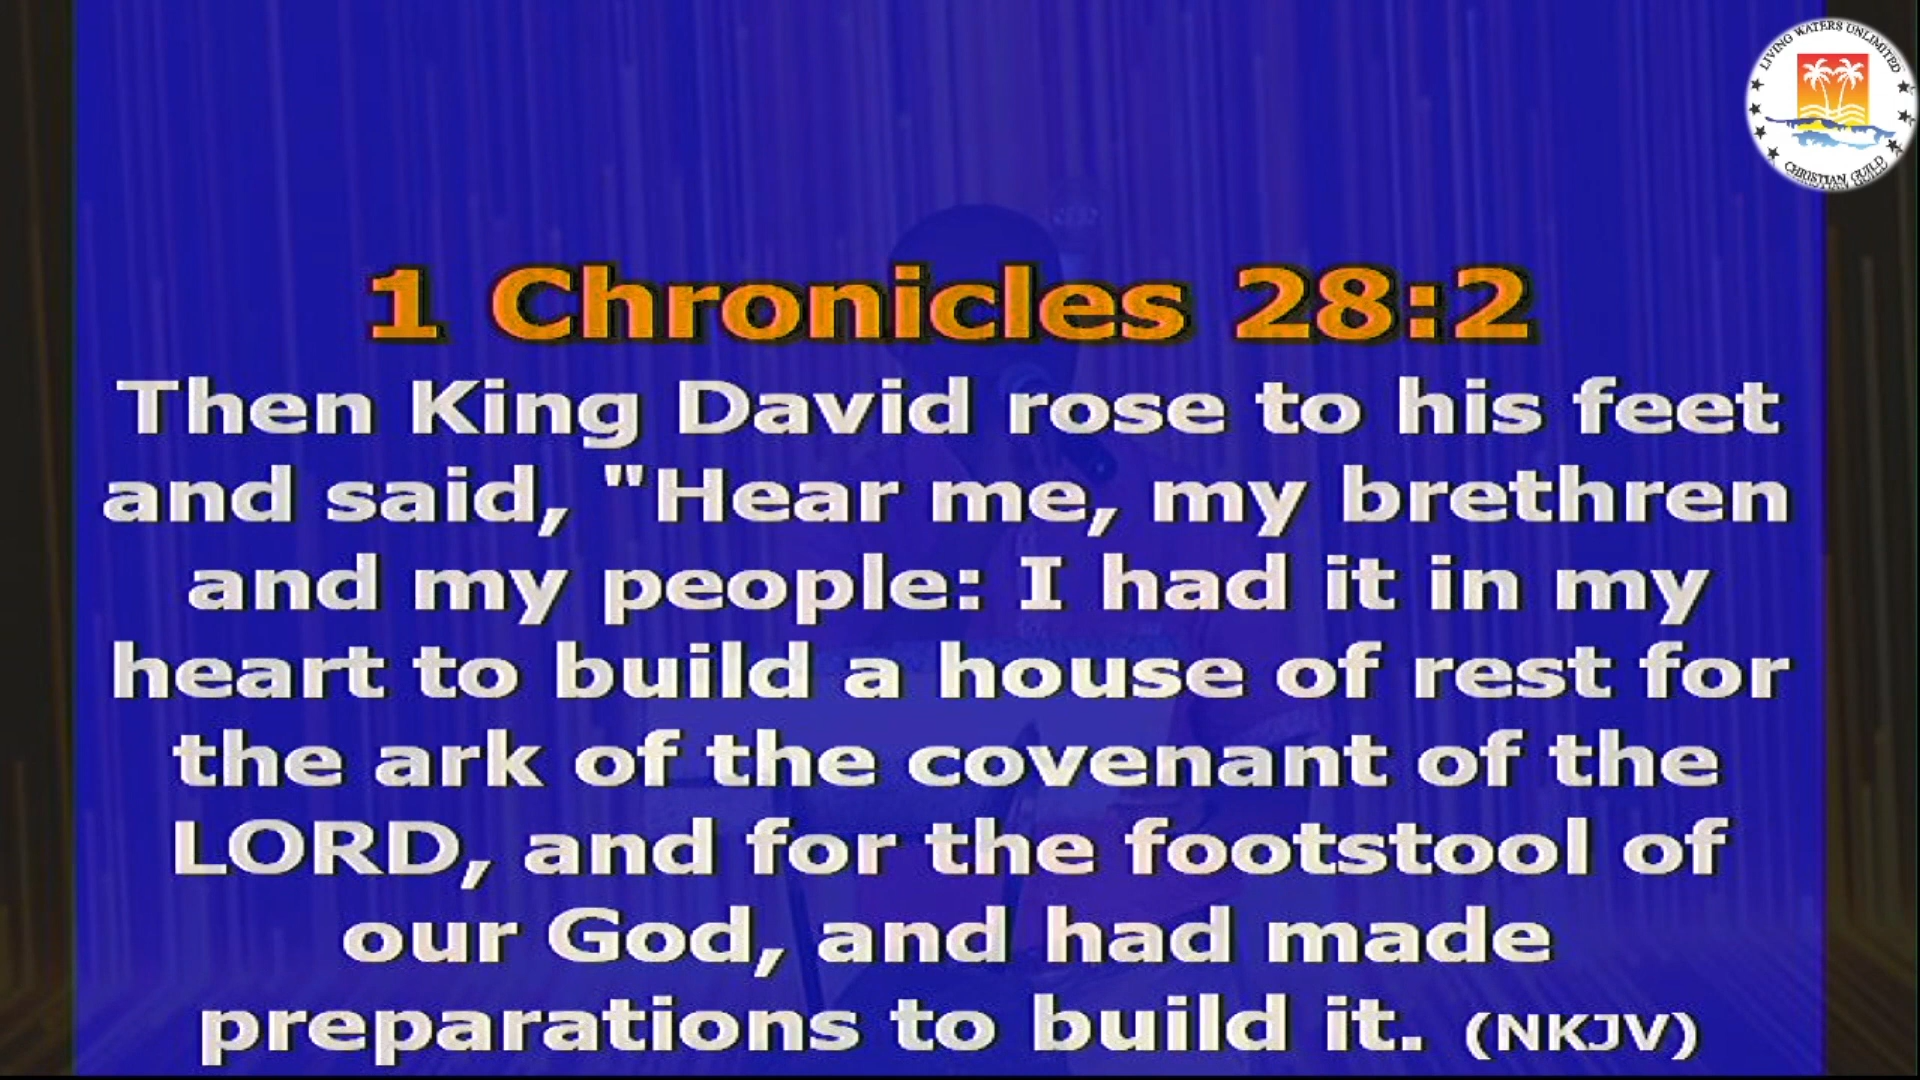 LIVING WATERS UNLIMITED
CHRISTIAN GUILD
1 Chronicles 28:2
Then King David rose to his feet
and said, "Hear me, my brethren
and my people: I had it in my
heart to build a house of rest for
the ark of the covenant of the
LORD, and for the footstool of
our God, and had made
preparations to build it. (NKJV)